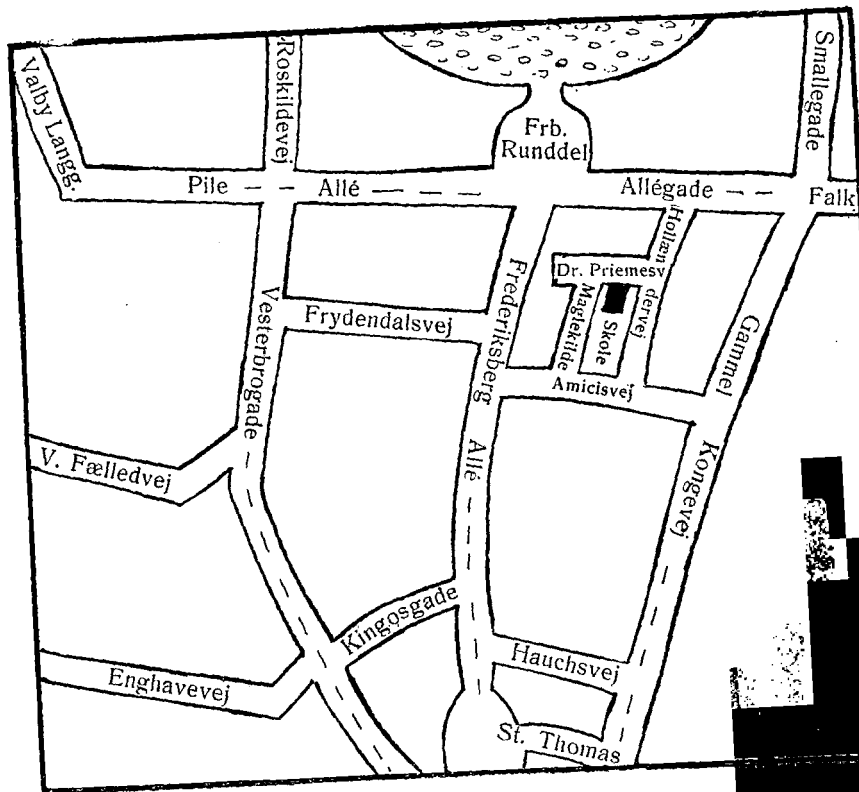 Valby Langg.
Roskildevej
Smallegade
Frb.
Runddel
Pile
Allé
Allégade
Falk
Hollæn
dervej
Dr. Priemesv
Maglekilde
Skole
Vesterbrogade
Frydendalsvej
Frederiksberg
Allé
Amicisvej
Gammel
Kongevej
V. Fælledvej
Kingosgade
Enghavevej
Hauchsvej
St. Thomas